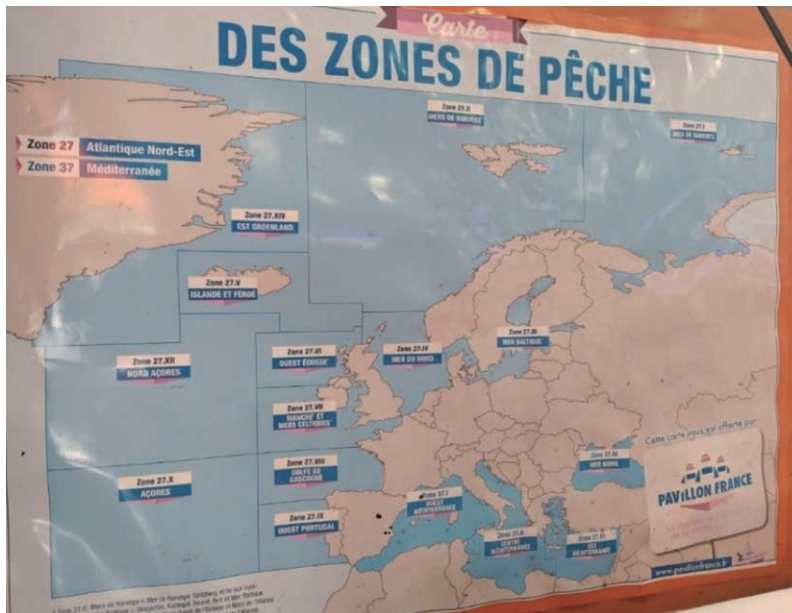 Carte
DES ZONES DE PÊCHE
Zone 27 Atlantique Nord-Est
Zone 37 Méditerranée
Zone 27.II
MERS DE NORVÈGE
Zone 27.I
MER DE BARENTS
Zone 27.XIV
EST GROENLAND
Zone 27.V
ISLANDE ET FÉROÉ
Zone 27.XII
NORD AÇORES
Zone 27.VI
OUEST ÉCOSSE
Zone 27.IV
MER DU NORD
Zone 27.III
MER BALTIQUE
Zone 27.VII
MANCHE ET
MERS CELTIQUES
Zone 27.X
AÇORES
Zone 27.VIII
GOLFE DE
GASCOGNE
Zone 27.IX
OUEST PORTUGAL
OUEST
MÉDITERRANÉE
CENTRE
MÉDITERRANÉE
EST
MÉDITERRANÉE
MER NOIRE
Cette carte vous est offerte par
PAVILLON FRANCE
www.pavillonfrance.fr